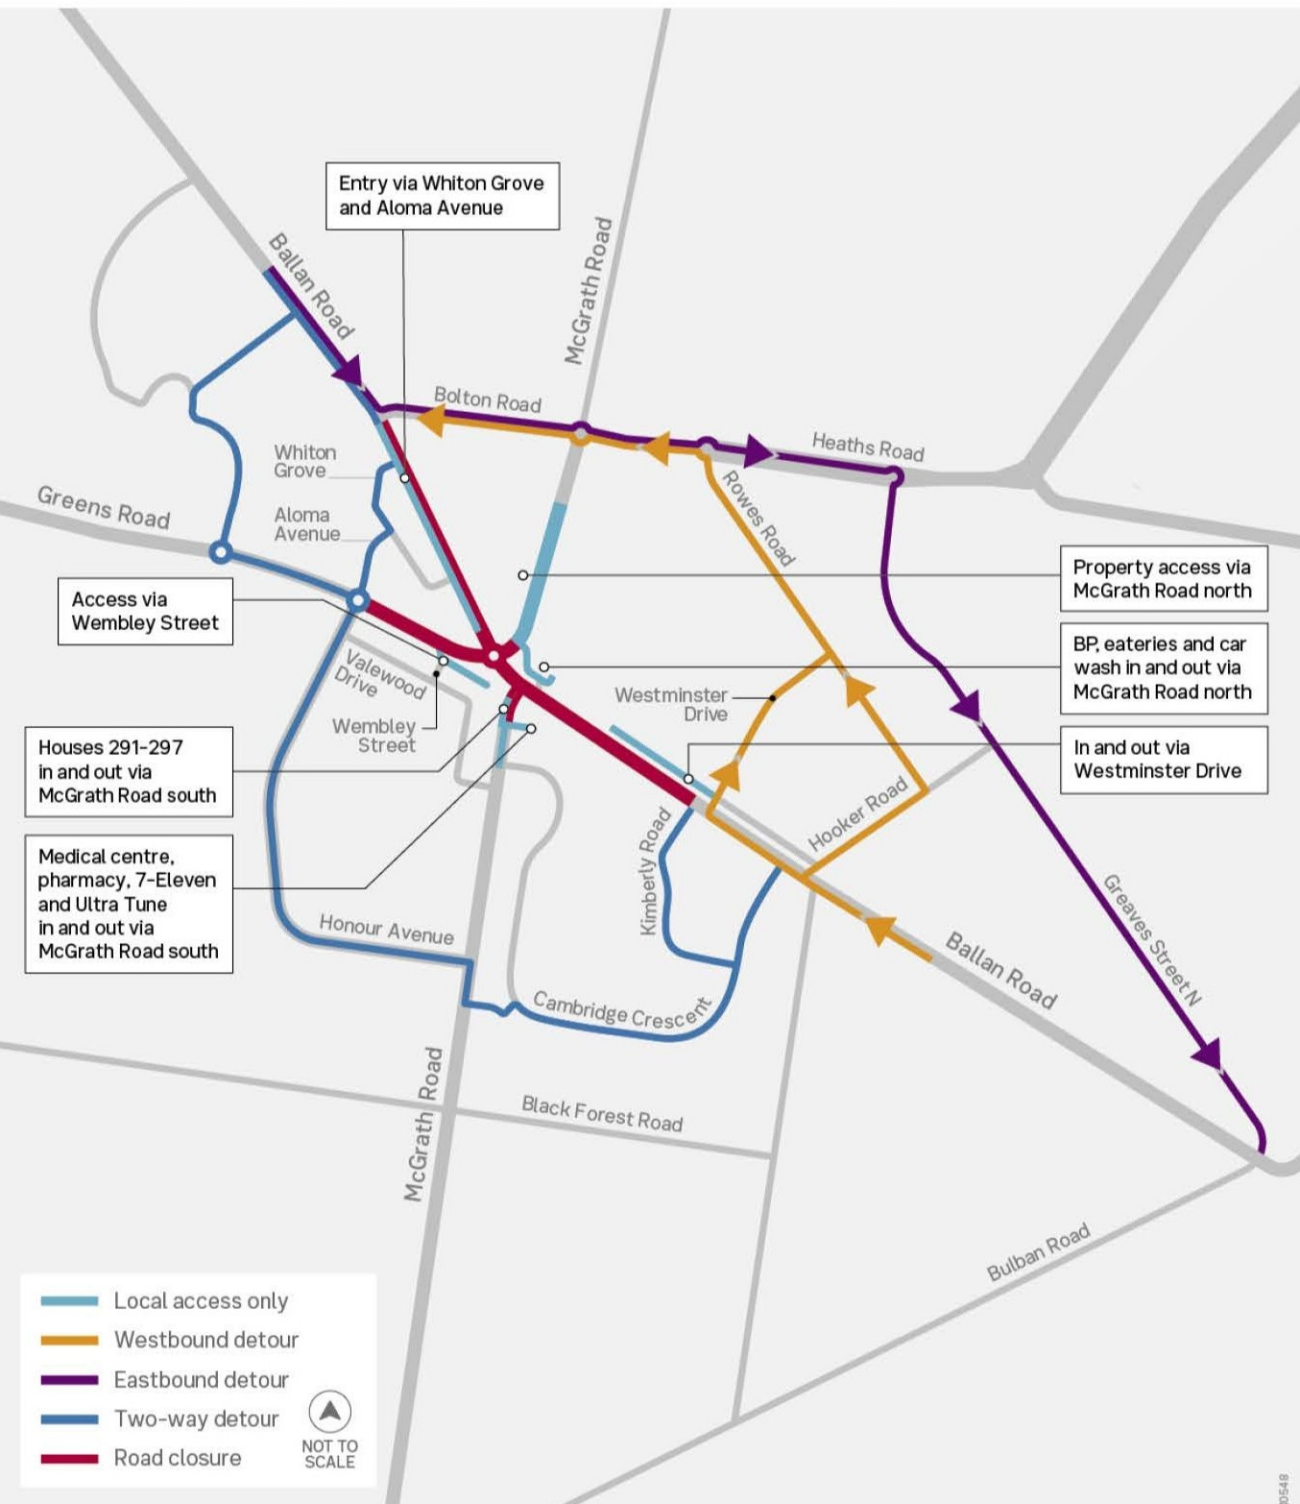 Entry via Whiton Grove
and Aloma Avenue
Ballan Road
McGrath Road
Bolton Road
Heaths Road
Whiton
Grove
Rowes Road
Greens Road
Aloma
Avenue
Property access via
McGrath Road north
Access via
Wembley Street
BP, eateries and car
wash in and out via
McGrath Road north
Valewood
Drive
Westminster
Drive
Wembley
Street
In and out via
Westminster Drive
Houses 291-297
in and out via
McGrath Road south
Hooker Road
Kimberly Road
Medical centre,
pharmacy, 7-Eleven
and Ultra Tune
in and out via
McGrath Road south
Honour Avenue
Greaves Street N
Ballan Road
Cambridge Crescent
McGrath Road
Black Forest Road
Bulban Road
Local access only
Westbound detour
Eastbound detour
Two-way detour
Road closure
NOT TO
SCALE
0548